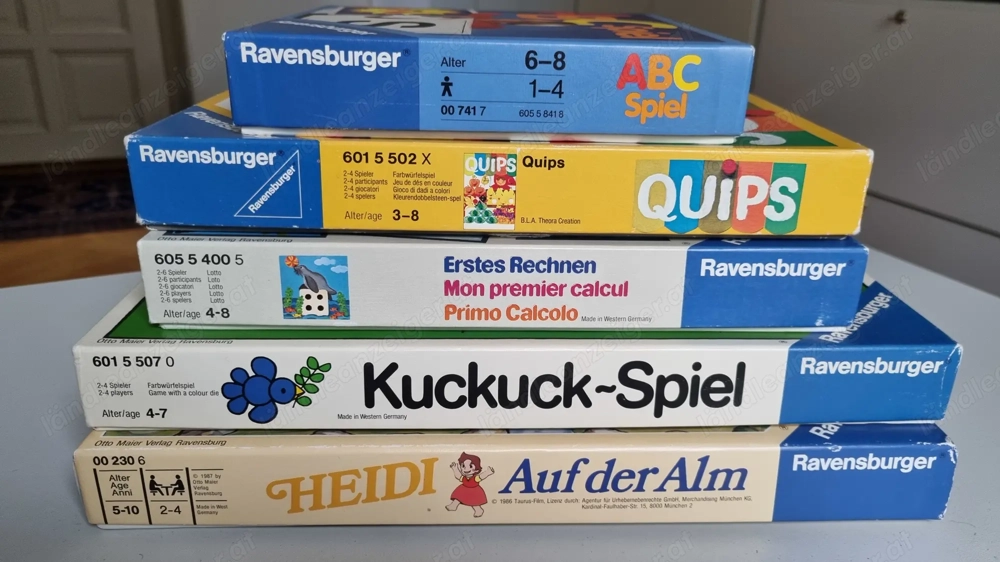 Ravensburger
Alter 6–8
1–4
00 741 7 605 5 841 8
ABC
Spiel
Ravensburger
Ravensburger
601 5 502 X
2-4 Spieler Farbwürfelspiel
2-4 participants Jeu de dés en couleur
2-4 giocatori Gioco di dadi a colori
2-4 spelers Kleurendobbelsteen-spel
Alter/age 3–8
QUiPS
Quips
B.L.A. Theora Creation
QUiPS
Otto Maier Verlag Ravensburg
605 5 400 5
2-6 Spieler Lotto
2-6 participants Loto
2-6 giocatori Loto
2-6 players Lotto
2-6 spelers Lotto
Alter/age 4-8
Erstes Rechnen
Mon premier calcul
Primo Calcolo Made in Western Germany
Ravensburger
Otto Maier Verlag Ravensburg
601 5 507 0
2-4 Spieler Farbwürfelspiel
2-4 players Game with a colour die
Alter/age 4-7
Kuckuck~Spiel
Made in Western Germany
Ravensburger
Ravensburger
Otto Maier Verlag Ravensburg
00 230 6
Alter
Age
Anni
5-10 2-4
© 1987 by
Otto Maier
Verlag
Ravensburg
Made in West
Germany
HEIDI Auf der Alm
© 1986 Taurus-Film, Lizenz durch: Agentur für Urhebernebenrechte GmbH, Merchandising München KG,
Kardinal-Faulhaber-Str. 15, 8000 München 2
Ravensburger
landleranzeiger.at